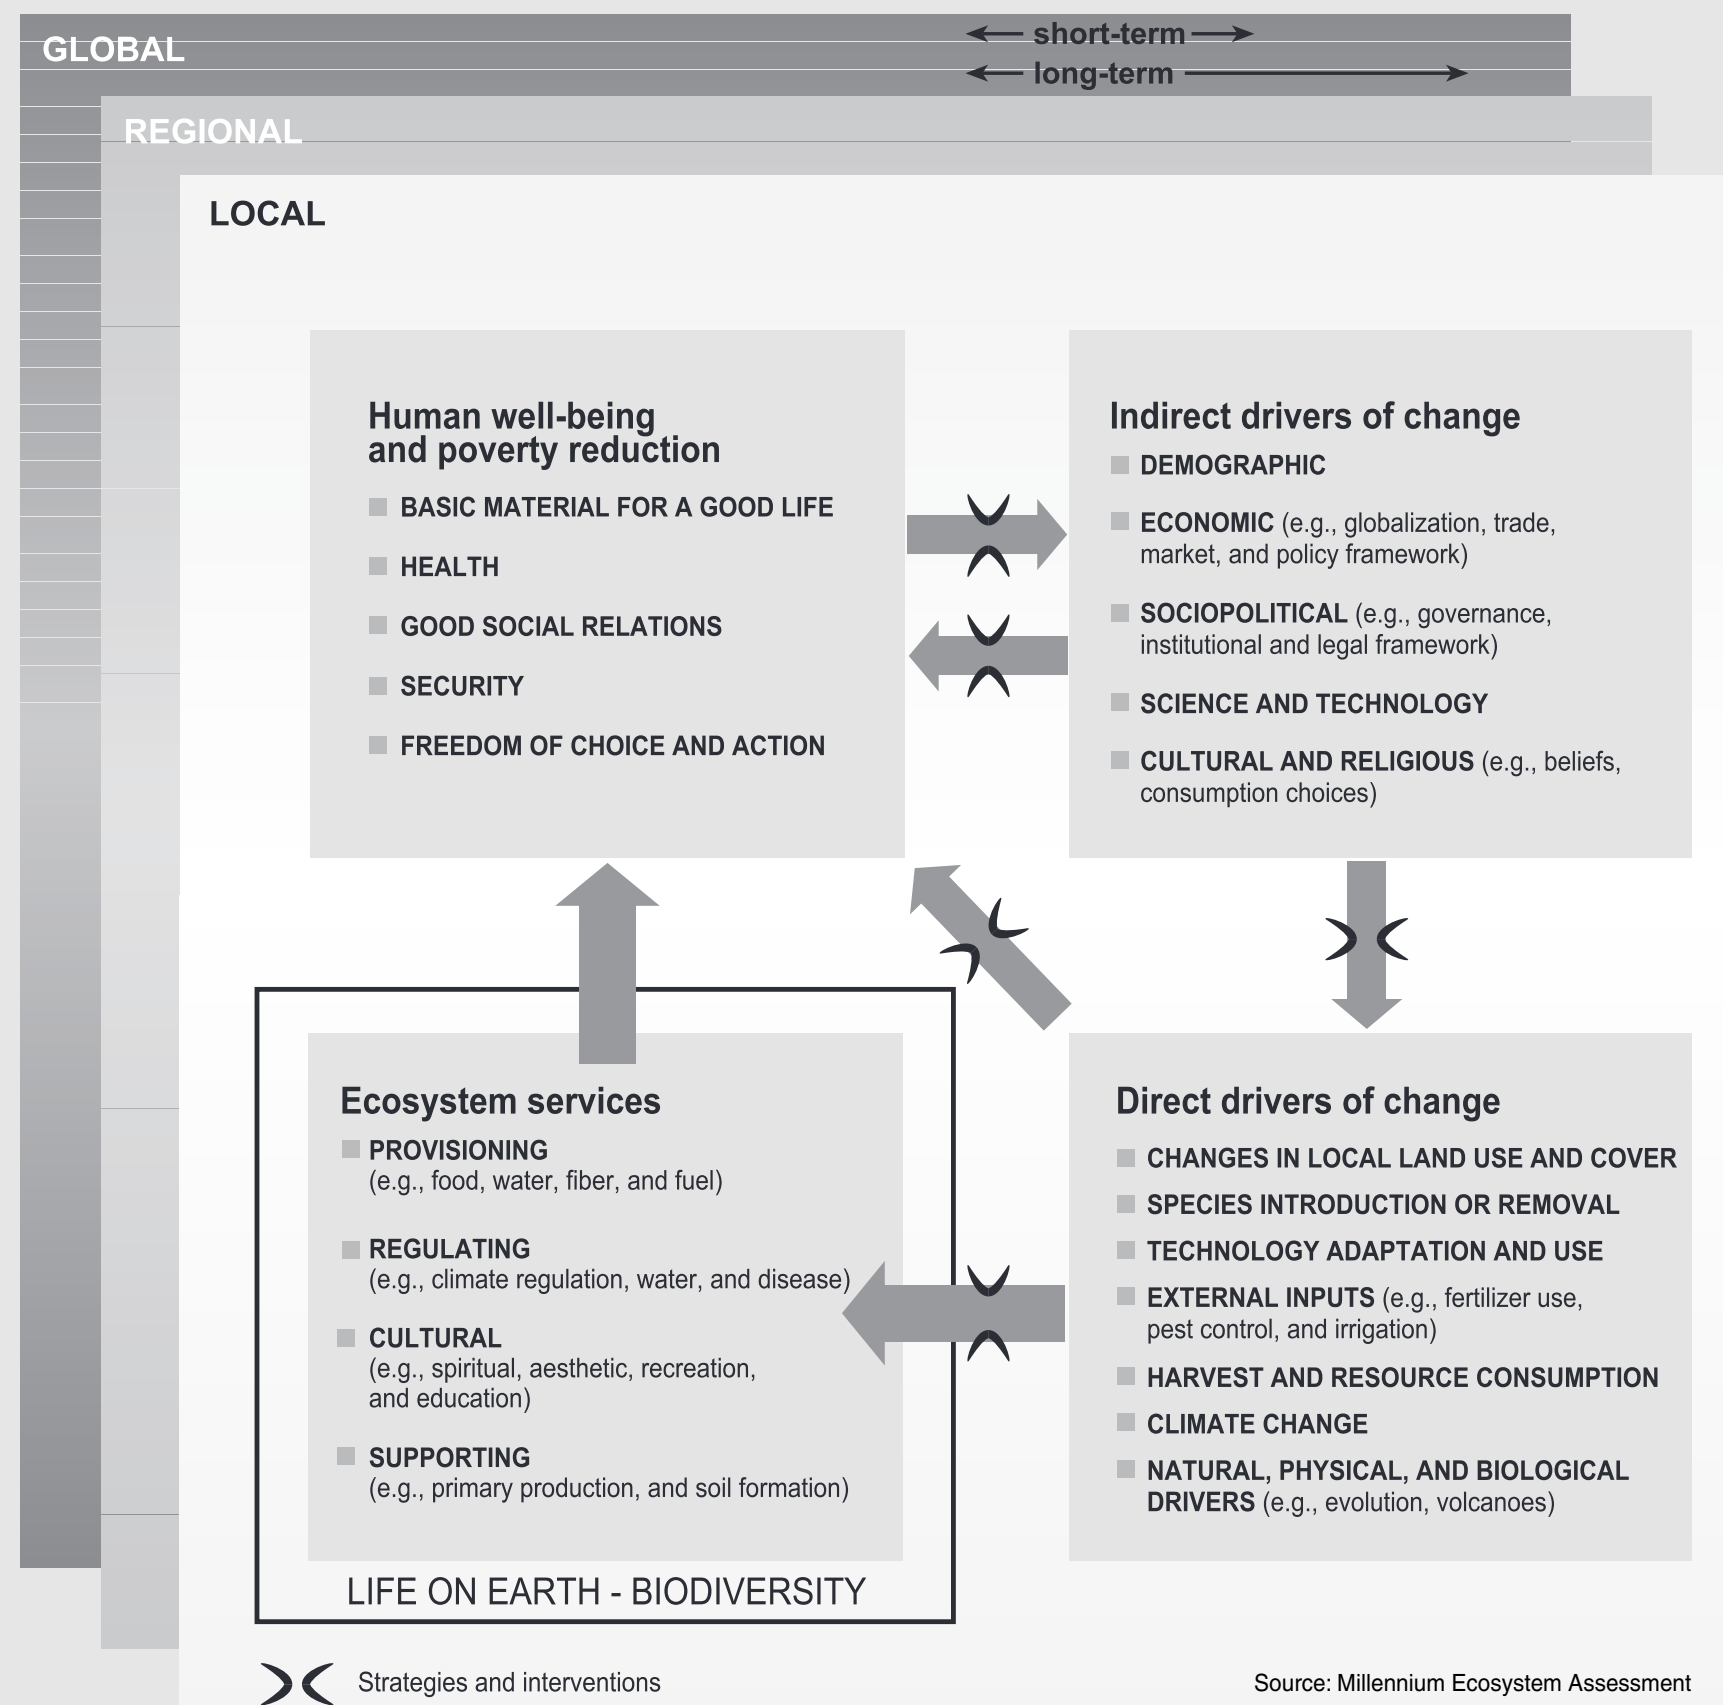 GLOBAL
short-term
long-term
REGIONAL
LOCAL
Human well-being
and poverty reduction
BASIC MATERIAL FOR A GOOD LIFE
HEALTH
GOOD SOCIAL RELATIONS
SECURITY
FREEDOM OF CHOICE AND ACTION
Indirect drivers of change
DEMOGRAPHIC
ECONOMIC (e.g., globalization, trade,
market, and policy framework)
SOCIOPOLITICAL (e.g., governance,
institutional and legal framework)
SCIENCE AND TECHNOLOGY
CULTURAL AND RELIGIOUS (e.g., beliefs,
consumption choices)
Ecosystem services
PROVISIONING
(e.g., food, water, fiber, and fuel)
REGULATING
(e.g., climate regulation, water, and disease)
CULTURAL
(e.g., spiritual, aesthetic, recreation,
and education)
SUPPORTING
(e.g., primary production, and soil formation)
LIFE ON EARTH - BIODIVERSITY
Direct drivers of change
CHANGES IN LOCAL LAND USE AND COVER
SPECIES INTRODUCTION OR REMOVAL
TECHNOLOGY ADAPTATION AND USE
EXTERNAL INPUTS (e.g., fertilizer use,
pest control, and irrigation)
HARVEST AND RESOURCE CONSUMPTION
CLIMATE CHANGE
NATURAL, PHYSICAL, AND BIOLOGICAL
DRIVERS (e.g., evolution, volcanoes)
Strategies and interventions
Source: Millennium Ecosystem Assessment